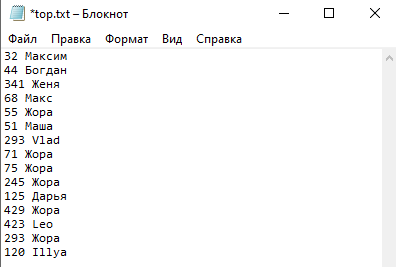 *top.txt – Блокнот
Файл Правка Формат Вид Справка
32 Максим
44 Богдан
341 Женя
68 Макс
55 Жора
51 Маша
293 Vlad
71 Жора
75 Жора
245 Жора
125 Дарья
429 Жора
423 Leo
293 Жора
120 Illya